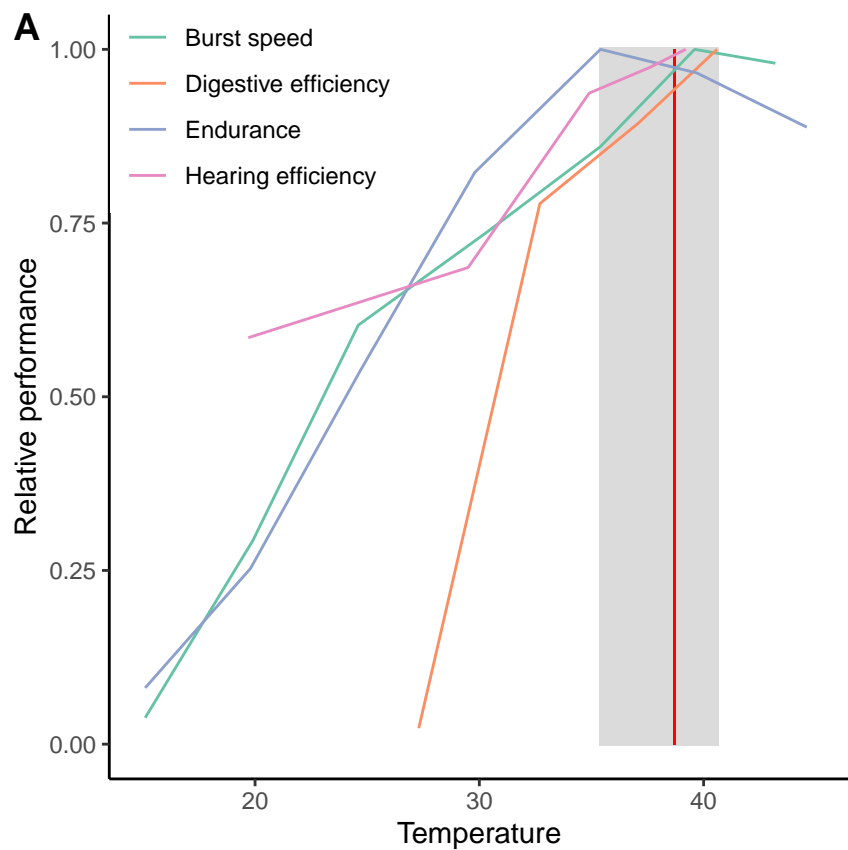 A
Burst speed
Digestive efficiency
Endurance
Hearing efficiency
1.00
0.75
0.50
0.25
0.00
Relative performance
20 30 40
Temperature